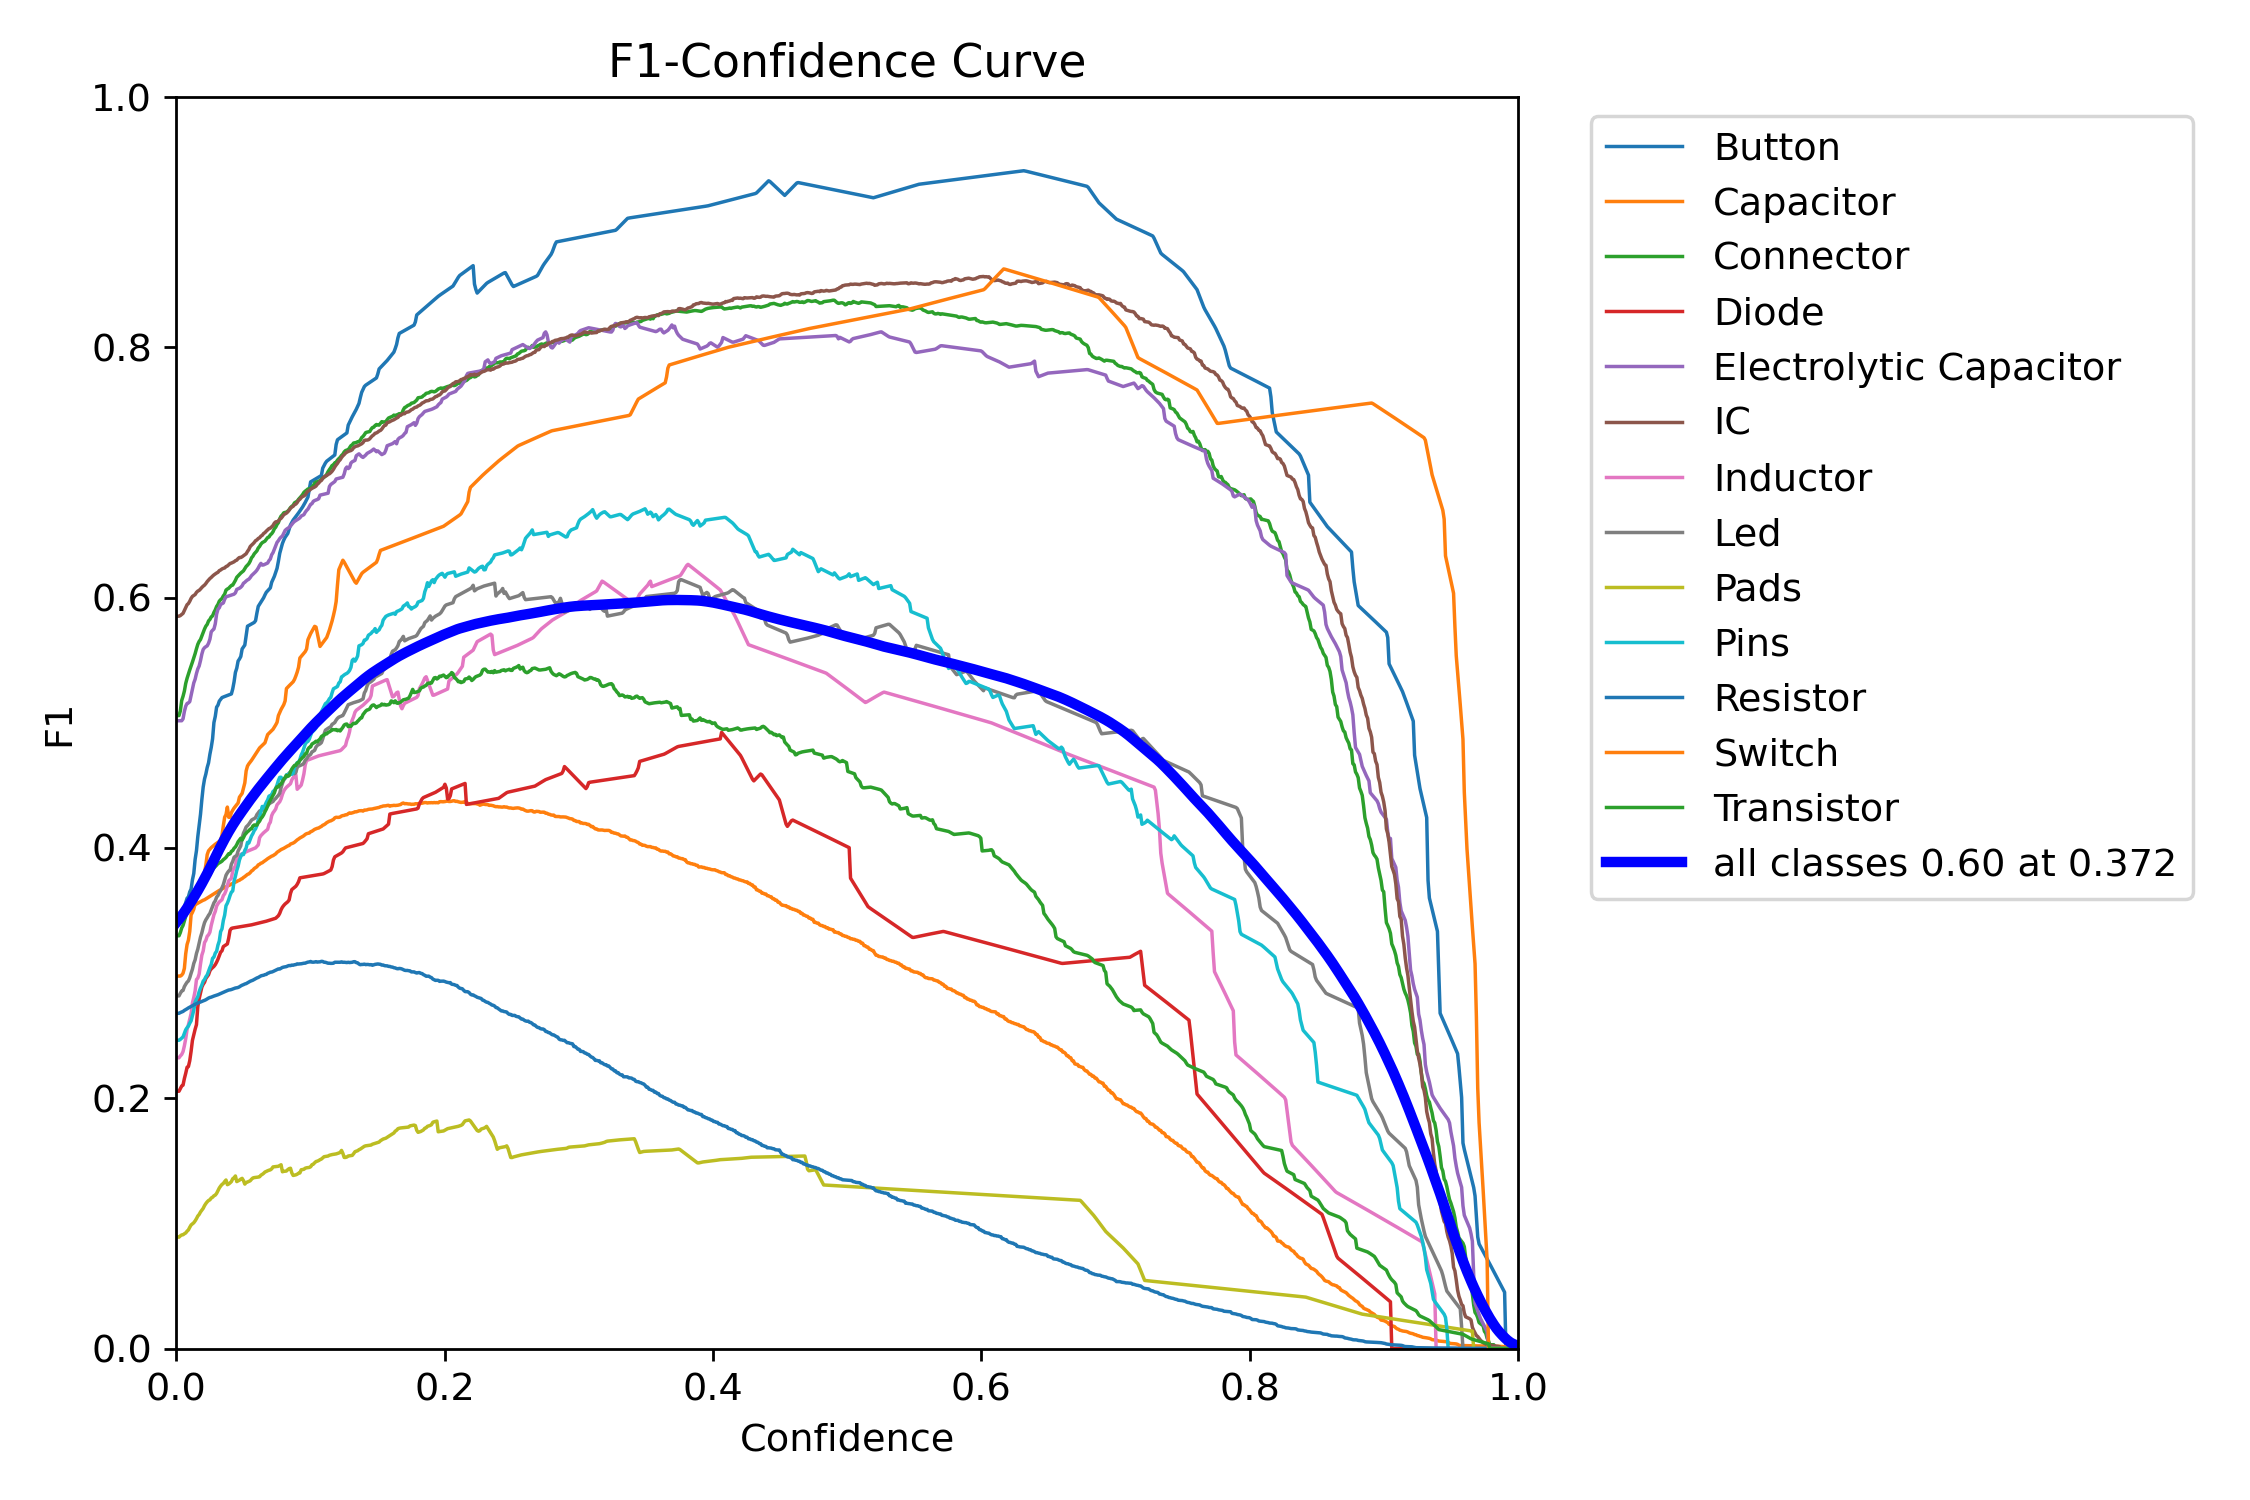 F1-Confidence Curve
1.0
0.8
0.6
0.4
0.2
0.0
F1
0.0 0.2 0.4 0.6 0.8 1.0
Confidence
Button
Capacitor
Connector
Diode
Electrolytic Capacitor
IC
Inductor
Led
Pads
Pins
Resistor
Switch
Transistor
all classes 0.60 at 0.372